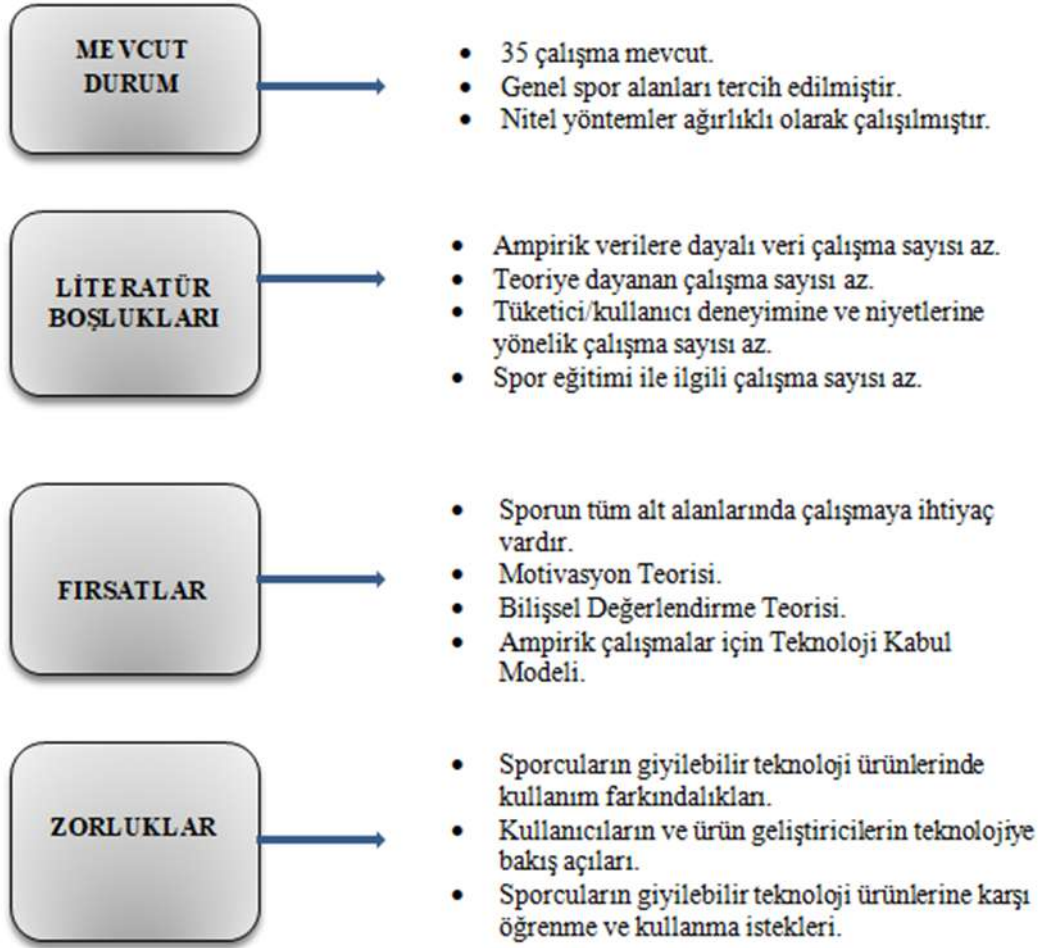 MEVCUT
DURUM
• 35 çalışma mevcut.
• Genel spor alanları tercih edilmiştir.
• Nitel yöntemler ağırlıklı olarak çalışılmıştır.
LİTERATÜR
BOŞLUKLARI
• Ampirik verilere dayalı veri çalışma sayısı az.
• Teoriye dayanan çalışma sayısı az.
• Tüketici/kullanıcı deneyimine ve niyetlerine
yönelik çalışma sayısı az.
• Spor eğitimi ile ilgili çalışma sayısı az.
FIRSATLAR
• Sporun tüm alt alanlarında çalışmaya ihtiyaç
vardır.
• Motivasyon Teorisi.
• Bilişsel Değerlendirme Teorisi.
• Ampirik çalışmalar için Teknoloji Kabul
Modeli.
ZORLUKLAR
• Sporcuların giyilebilir teknoloji ürünlerinde
kullanım farkındalıkları.
• Kullanıcıların ve ürün geliştiricilerin teknolojiye
bakış açıları.
• Sporcuların giyilebilir teknoloji ürünlerine karşı
öğrenme ve kullanma istekleri.